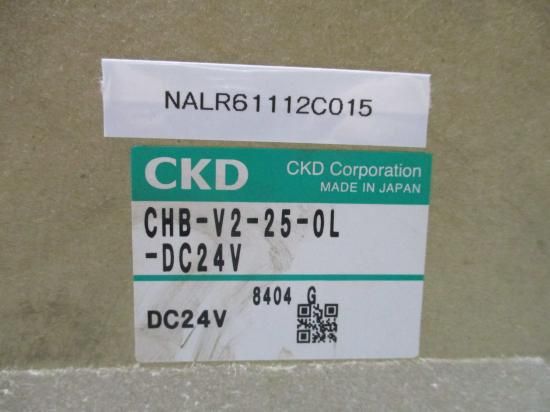 NALR61112C015
CKD
CKD Corporation
MADE IN JAPAN
CHB-V2-25-0L
-DC24V
8404 G
DC24V